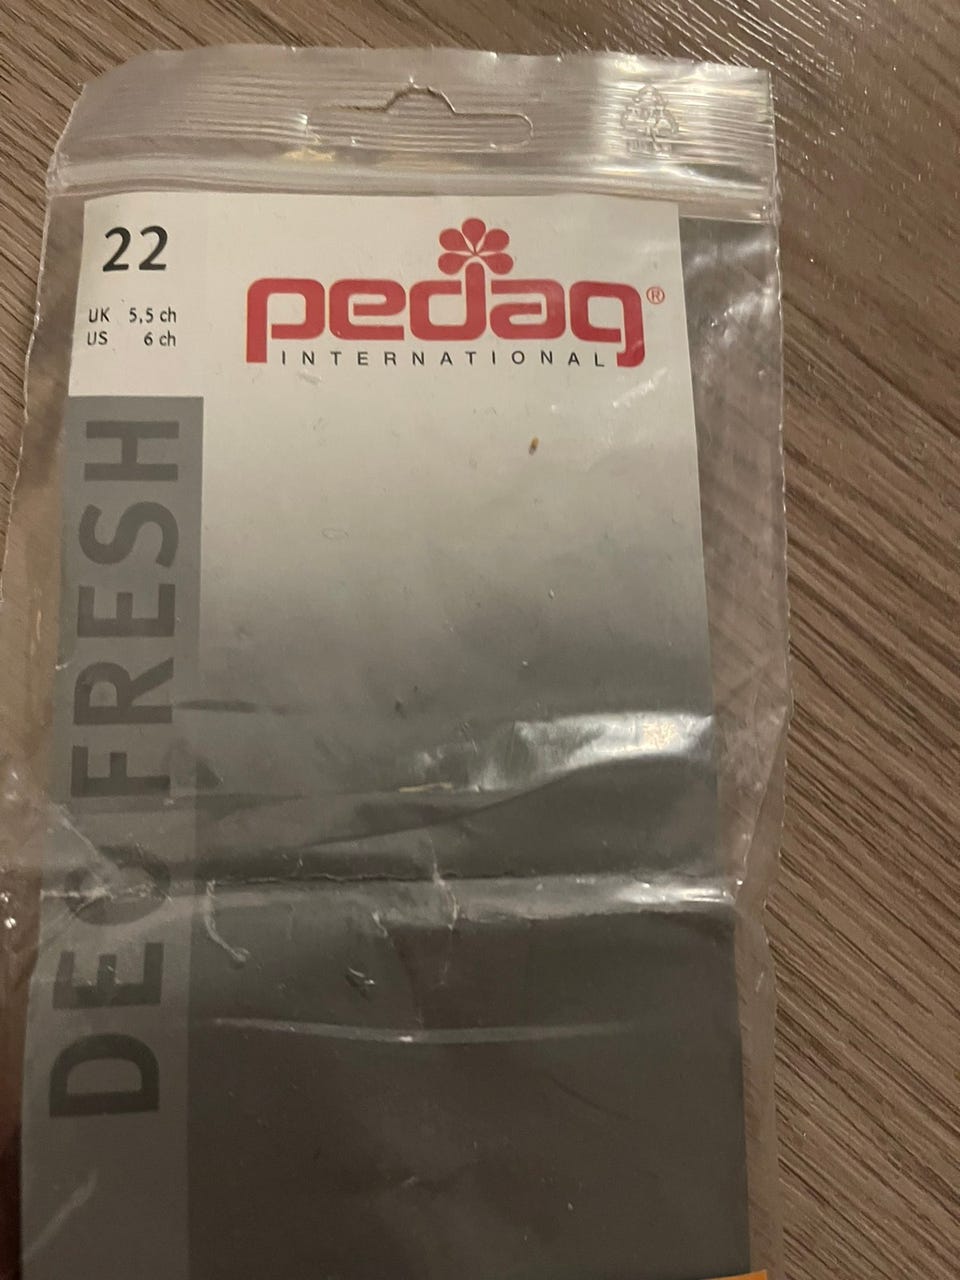 22
UK 5,5 ch
US 6 ch
pedag®
INTERNATIONAL
DEO FRESH